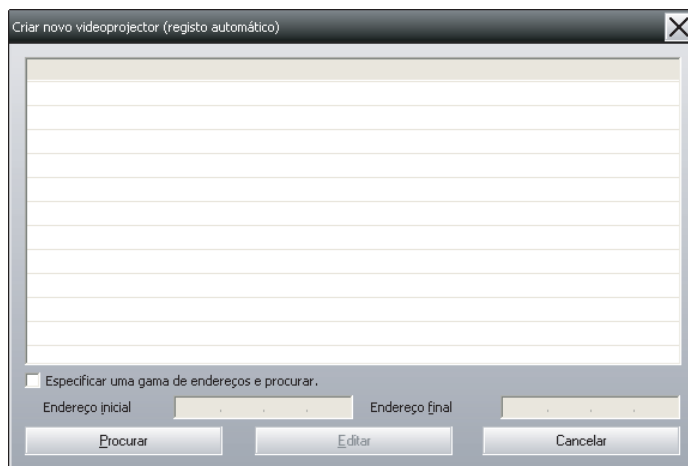 Criar novo videoprojector (registo automático)
Especificar uma gama de endereços e procurar.
Endereço inicial . . . Endereço final . . .
Procurar Editar Cancelar